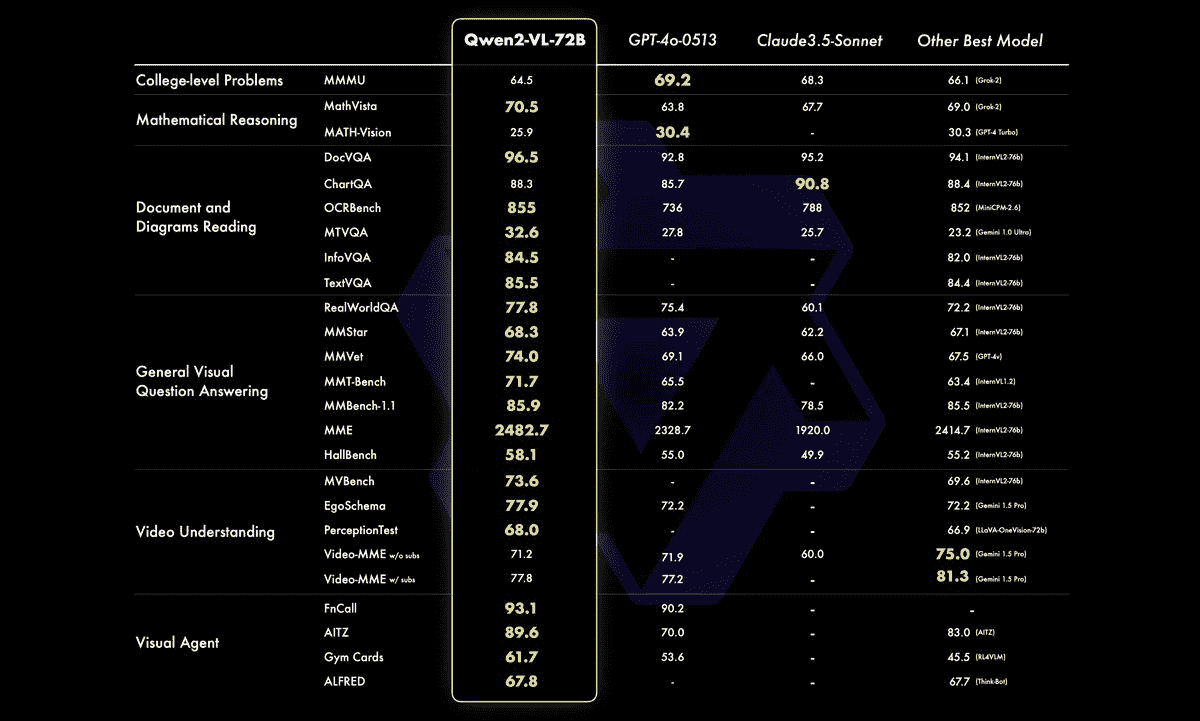 Qwen2-VL-72B GPT-4o-0513 Claude3.5-Sonnet Other Best Model
College-level Problems MMMU 64.5 69.2 68.3 66.1 (Grok-2)
Mathematical Reasoning MathVista 70.5 63.8 67.7 69.0 (Grok-2)
MATH-Vision 25.9 30.4 - 30.3 (GPT-4 Turbo)
Document and Diagrams Reading DocVQA 96.5 92.8 95.2 94.1 (InternVL2-76b)
ChartQA 88.3 85.7 90.8 88.4 (InternVL2-76b)
OCRBench 855 736 788 852 (MiniCPM-2.6)
MTVQA 32.6 27.8 25.7 23.2 (Gemini 1.0 Ultra)
InfoVQA 84.5 - - 82.0 (InternVL2-76b)
TextVQA 85.5 - - 84.4 (InternVL2-76b)
General Visual Question Answering RealWorldQA 77.8 75.4 60.1 72.2 (InternVL2-76b)
MMStar 68.3 63.9 62.2 67.1 (InternVL2-76b)
MMVet 74.0 69.1 66.0 67.5 (GPT-4v)
MMT-Bench 71.7 65.5 - 63.4 (InternVL1.2)
MMBench-1.1 85.9 82.2 78.5 85.5 (InternVL2-76b)
MME 2482.7 2328.7 1920.0 2414.7 (InternVL2-76b)
HallBench 58.1 55.0 49.9 55.2 (InternVL2-76b)
Video Understanding MVBench 73.6 - - 69.6 (InternVL2-76b)
EgoSchema 77.9 72.2 - 72.2 (Gemini 1.5 Pro)
PerceptionTest 68.0 - - 66.9 (LLaVA-OneVision-72b)
Video-MME w/o subs 71.2 71.9 60.0 75.0 (Gemini 1.5 Pro)
Video-MME w/ subs 77.8 77.2 - 81.3 (Gemini 1.5 Pro)
Visual Agent FnCall 93.1 90.2 - -
AITZ 89.6 70.0 - 83.0 (AITZ)
Gym Cards 61.7 53.6 - 45.5 (RL4VLM)
ALFRED 67.8 - - 67.7 (Think-Bot)